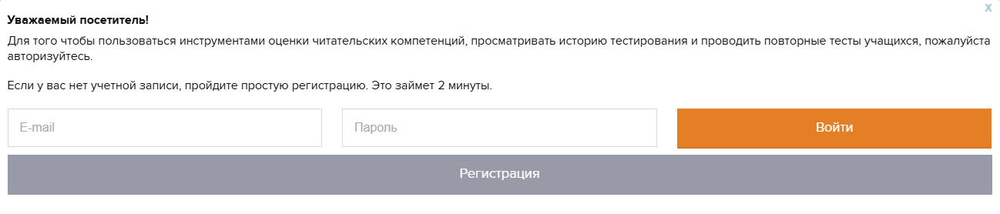 x
Уважаемый посетитель!
Для того чтобы пользоваться инструментами оценки читательских компетенций, просматривать историю тестирования и проводить повторные тесты учащихся, пожалуйста
авторизуйтесь.
Если у вас нет учетной записи, пройдите простую регистрацию. Это займет 2 минуты.
E-mail
Пароль
Войти
Регистрация